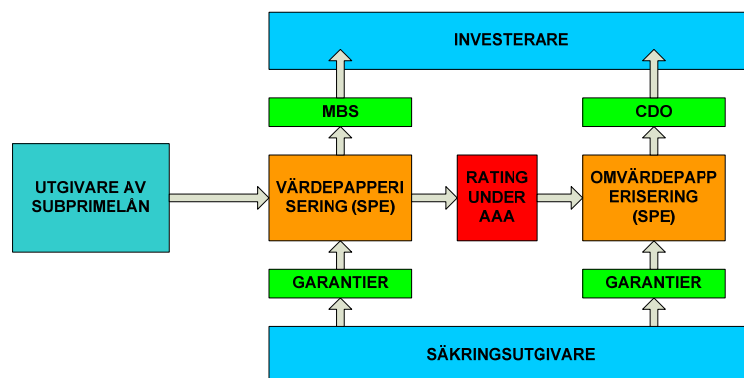 INVESTERARE
MBS
CDO
UTGIVARE AV
SUBPRIMELÅN
VÄRDEPAPPERI
SERING (SPE)
RATING
UNDER
AAA
OMVÄRDEPAPP
ERISERING
(SPE)
GARANTIER
GARANTIER
SÄKRINGSUTGIVARE